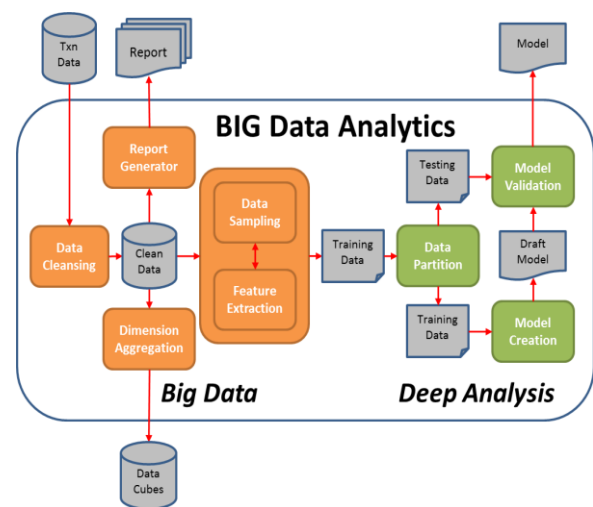 Txn
Data
Report
Model
BIG Data Analytics
Report
Generator
Data
Sampling
Testing
Data
Model
Validation
Data
Cleansing
Clean
Data
Training
Data
Data
Partition
Draft
Model
Feature
Extraction
Dimension
Aggregation
Training
Data
Model
Creation
Big Data
Deep Analysis
Data
Cubes